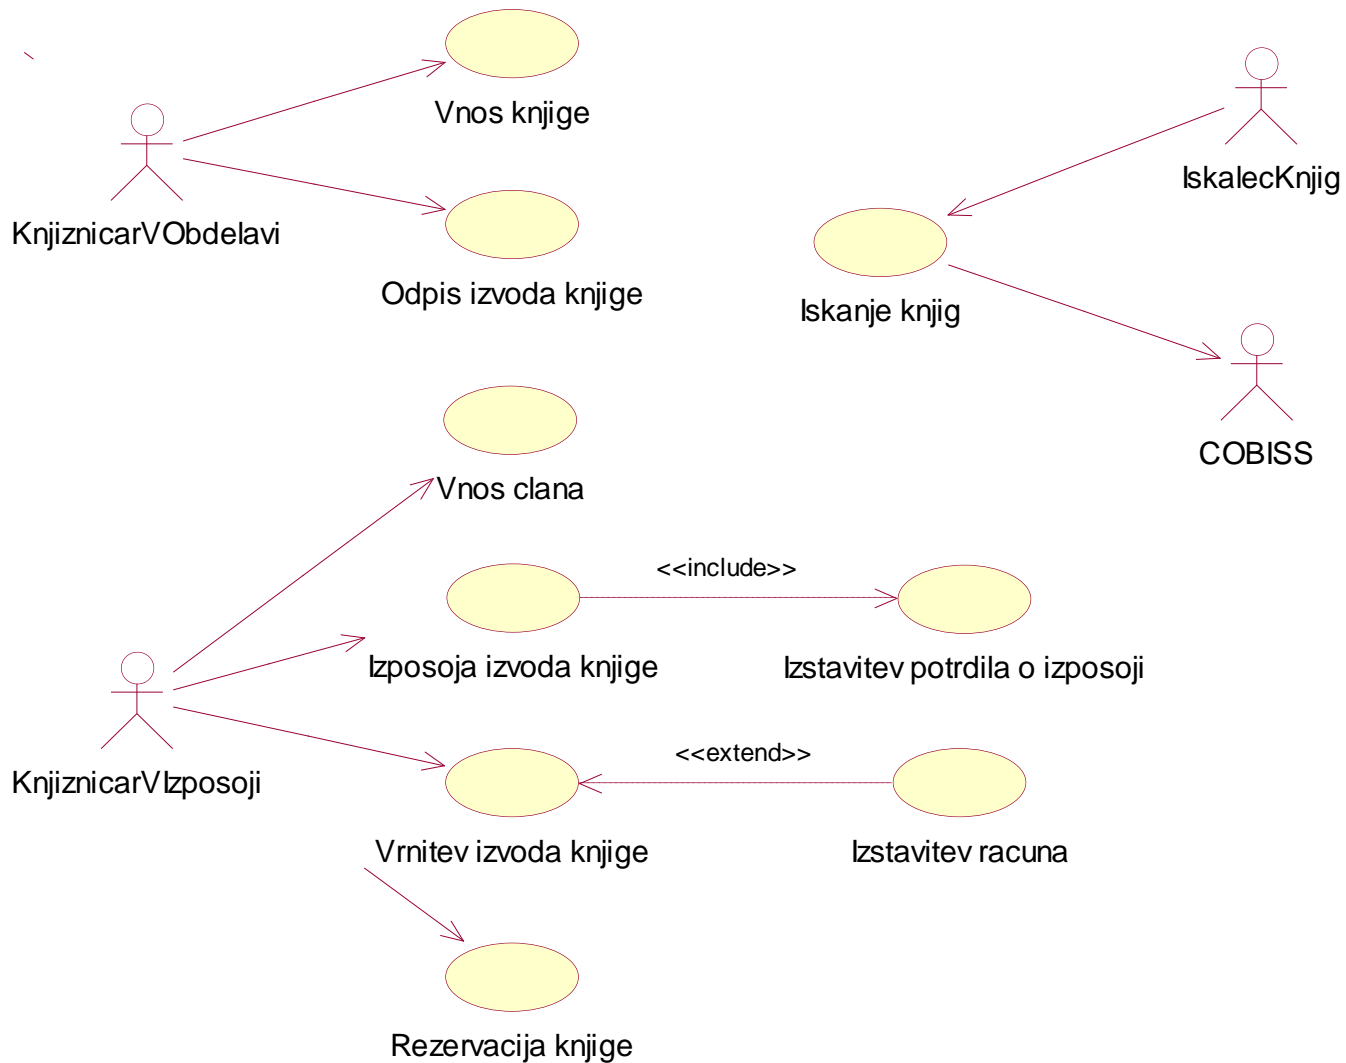 Vnos knjige
KnjiznicarVObdelavi
Odpis izvoda knjige
IskalecKnjig
Iskanje knjig
COBISS
Vnos clana
<<include>>
Izposoja izvoda knjige
Izstavitev potrdila o izposoji
KnjiznicarVIzposoji
<<extend>>
Vrnitev izvoda knjige
Izstavitev racuna
Rezervacija knjige